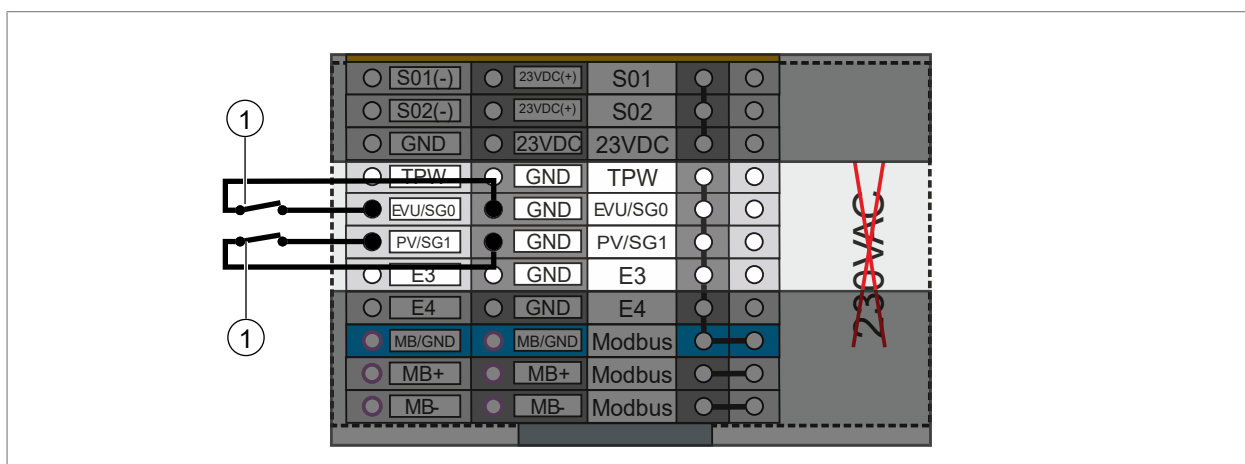 S01(-) 23VDC(+) S01
1 S02(-) 23VDC(+) S02
GND 23VDC 23VDC
TPW GND TPW
EVU/SG0 GND EVU/SG0
PV/SG1 GND PV/SG1
E3 GND E3
1 E4 GND E4
MB/GND MB/GND Modbus
MB+ MB+ Modbus
MB- MB- Modbus
230VAC